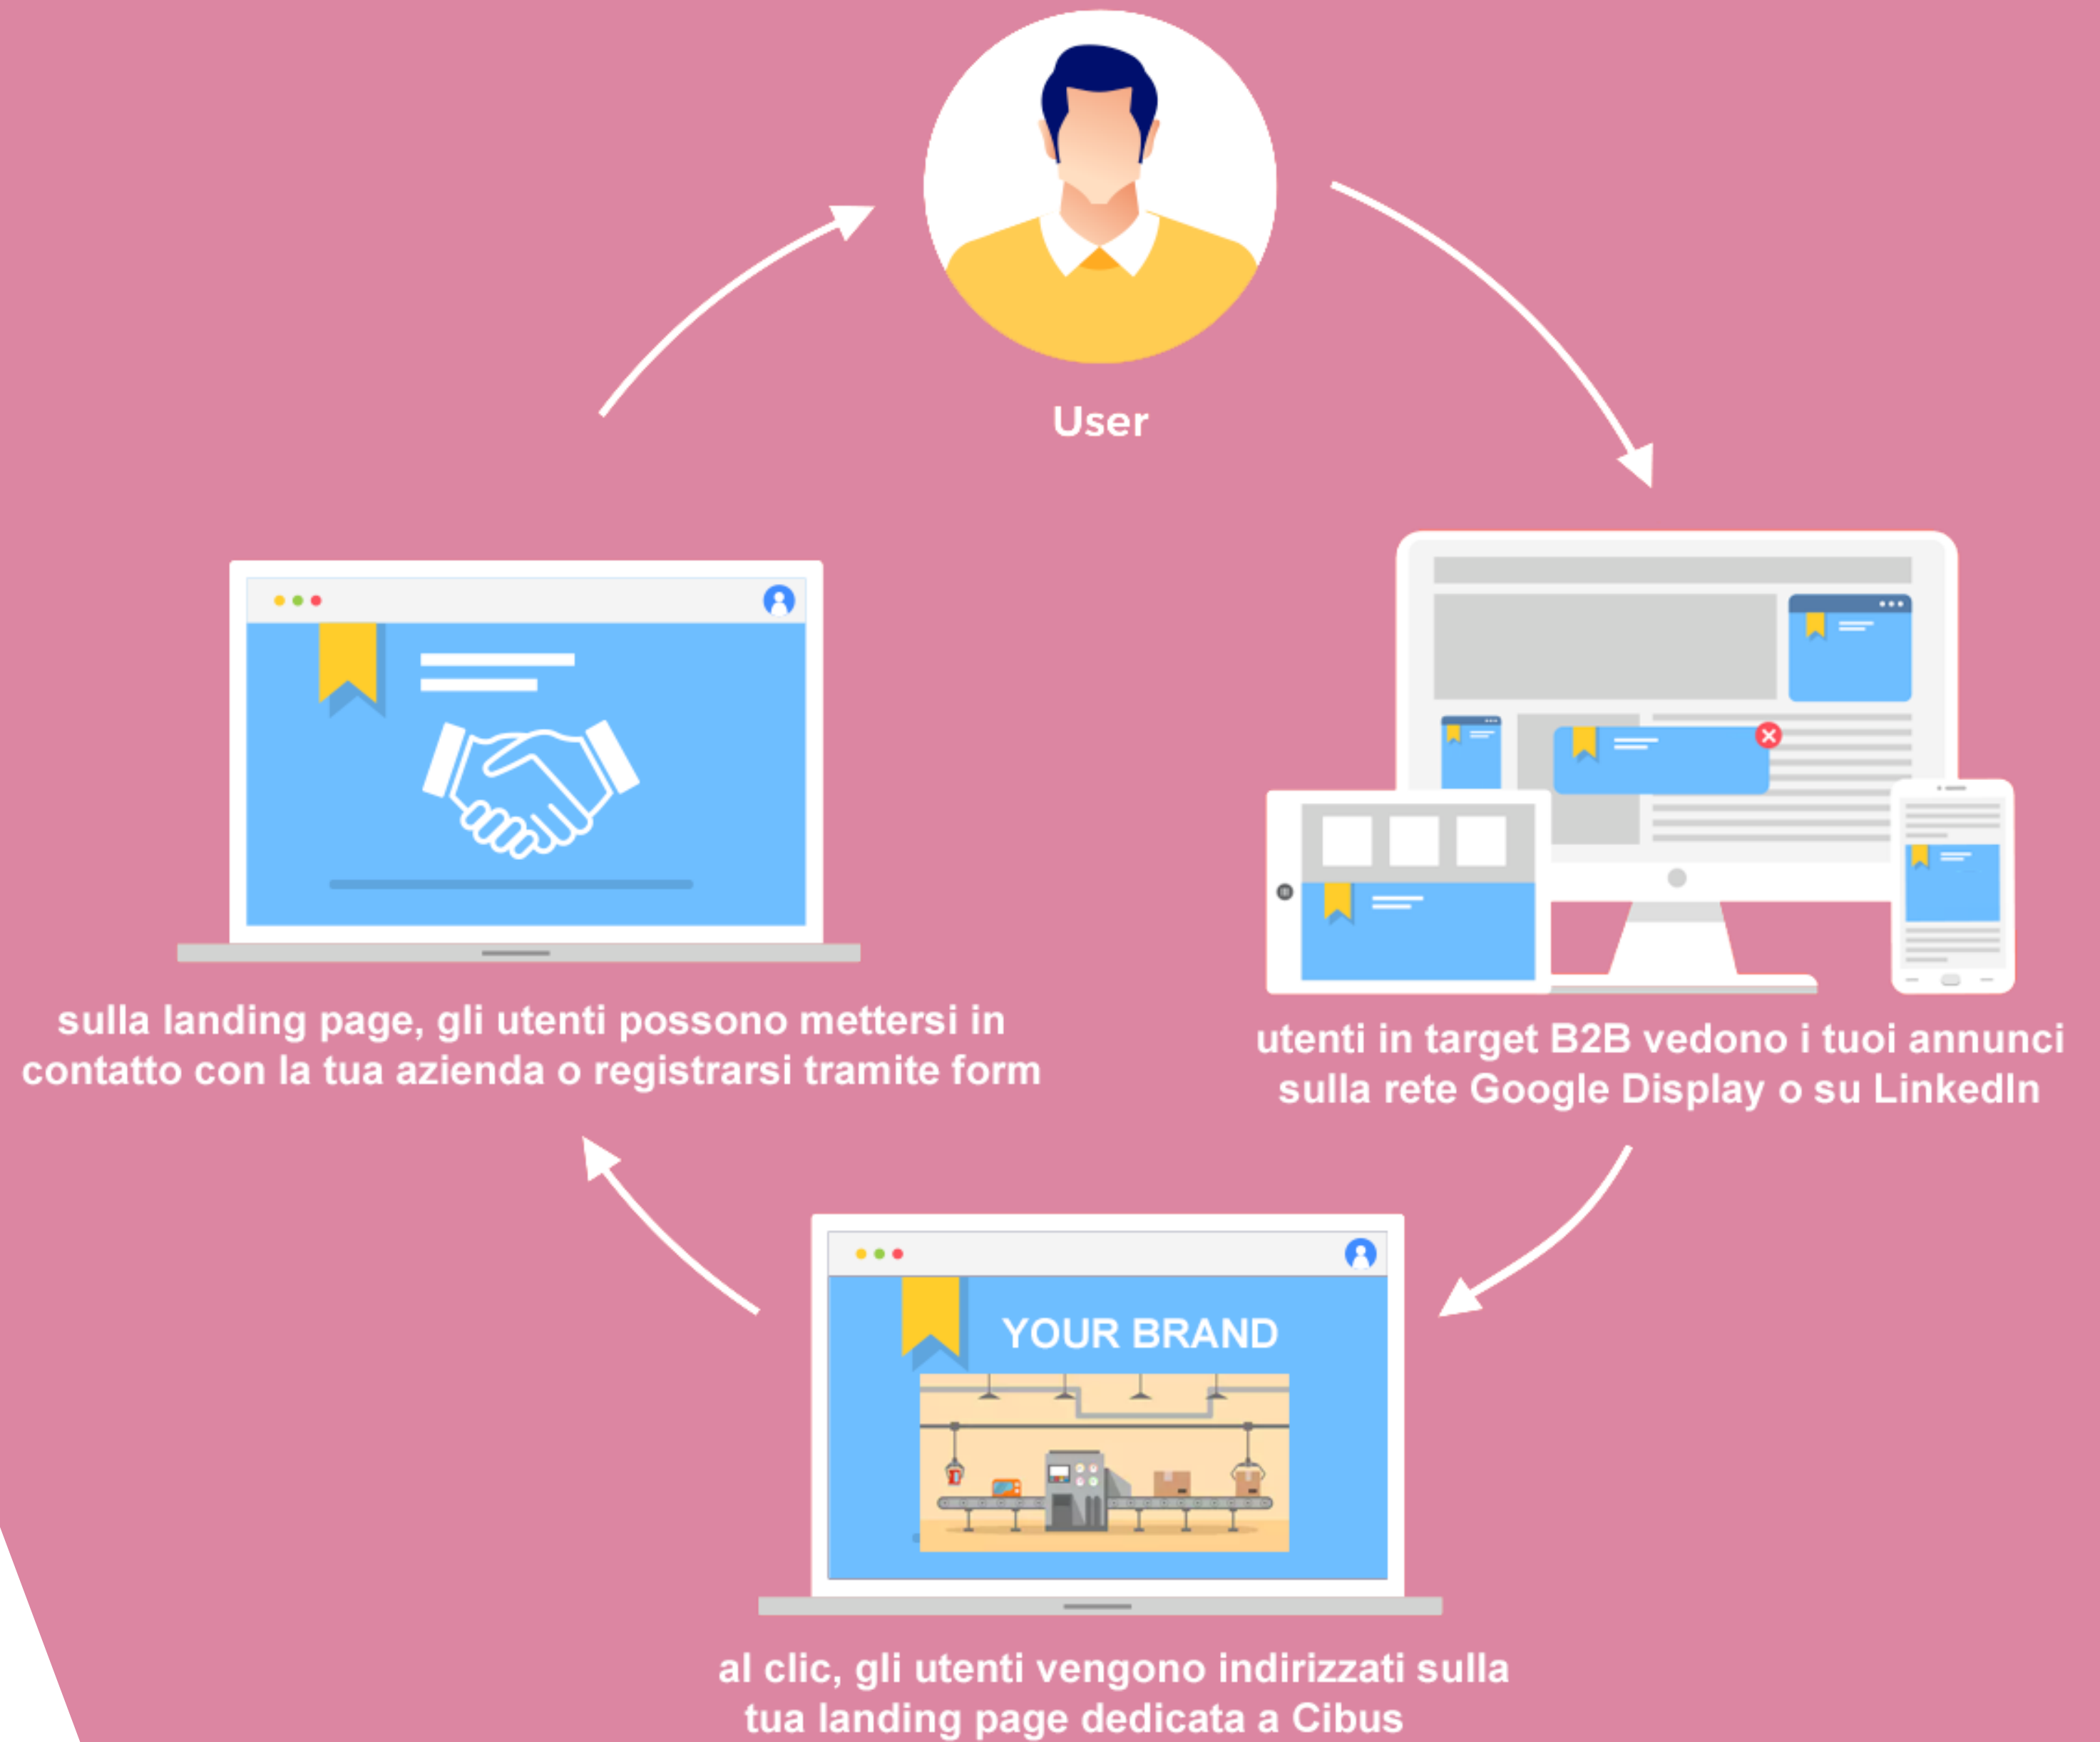 User
sulla landing page, gli utenti possono mettersi in
contatto con la tua azienda o registrarsi tramite form
utenti in target B2B vedono i tuoi annunci
sulla rete Google Display o su LinkedIn
YOUR BRAND
al clic, gli utenti vengono indirizzati sulla
tua landing page dedicata a Cibus